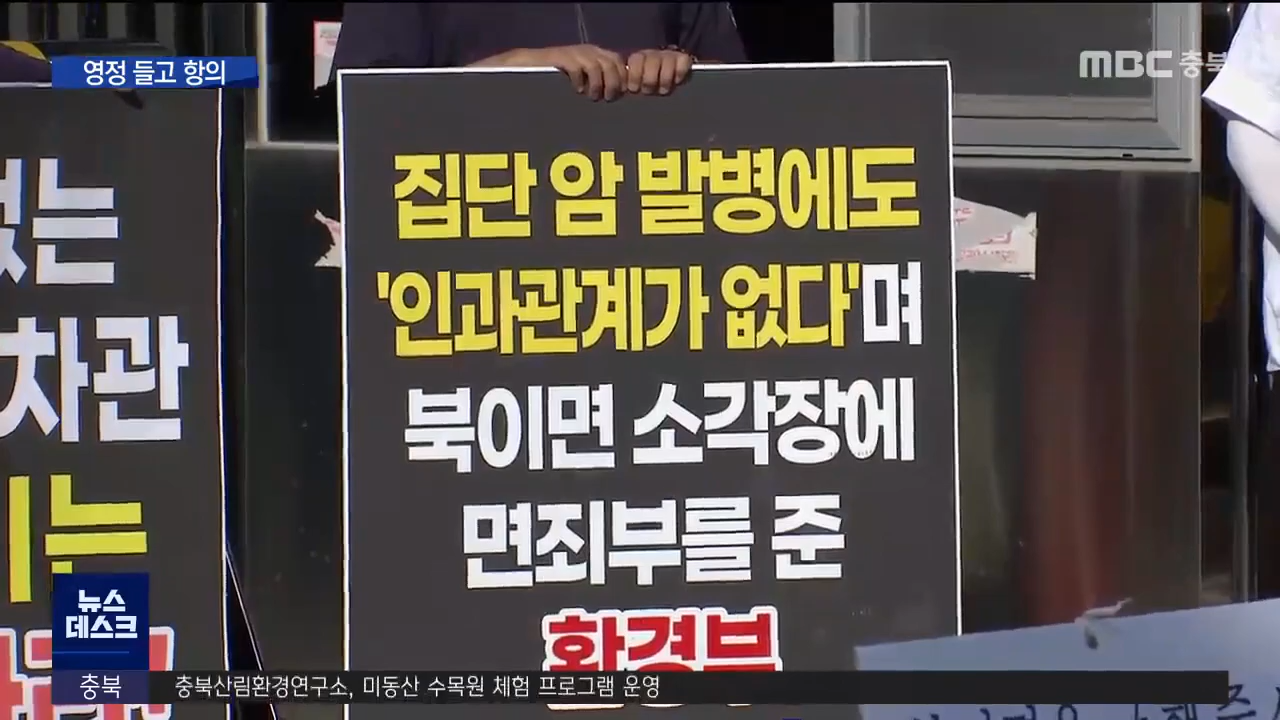 영정 들고 항의
MBC 충북
없는
차관
는
집단 암 발병에도
'인과관계가 없다'며
북이면 소각장에
면죄부를 준
환경부
뉴스
데스크
충북
충북산림환경연구소, 미동산 수목원 체험 프로그램 운영